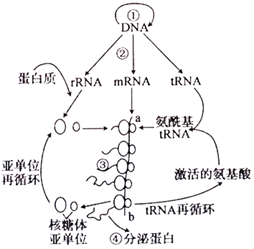 ①
DNA
②
蛋白质
rRNA
mRNA
tRNA
a
氨酰基
tRNA
亚单位
再循环
③
激活的氨基酸
核糖体
亚单位
b
tRNA再循环
④分泌蛋白